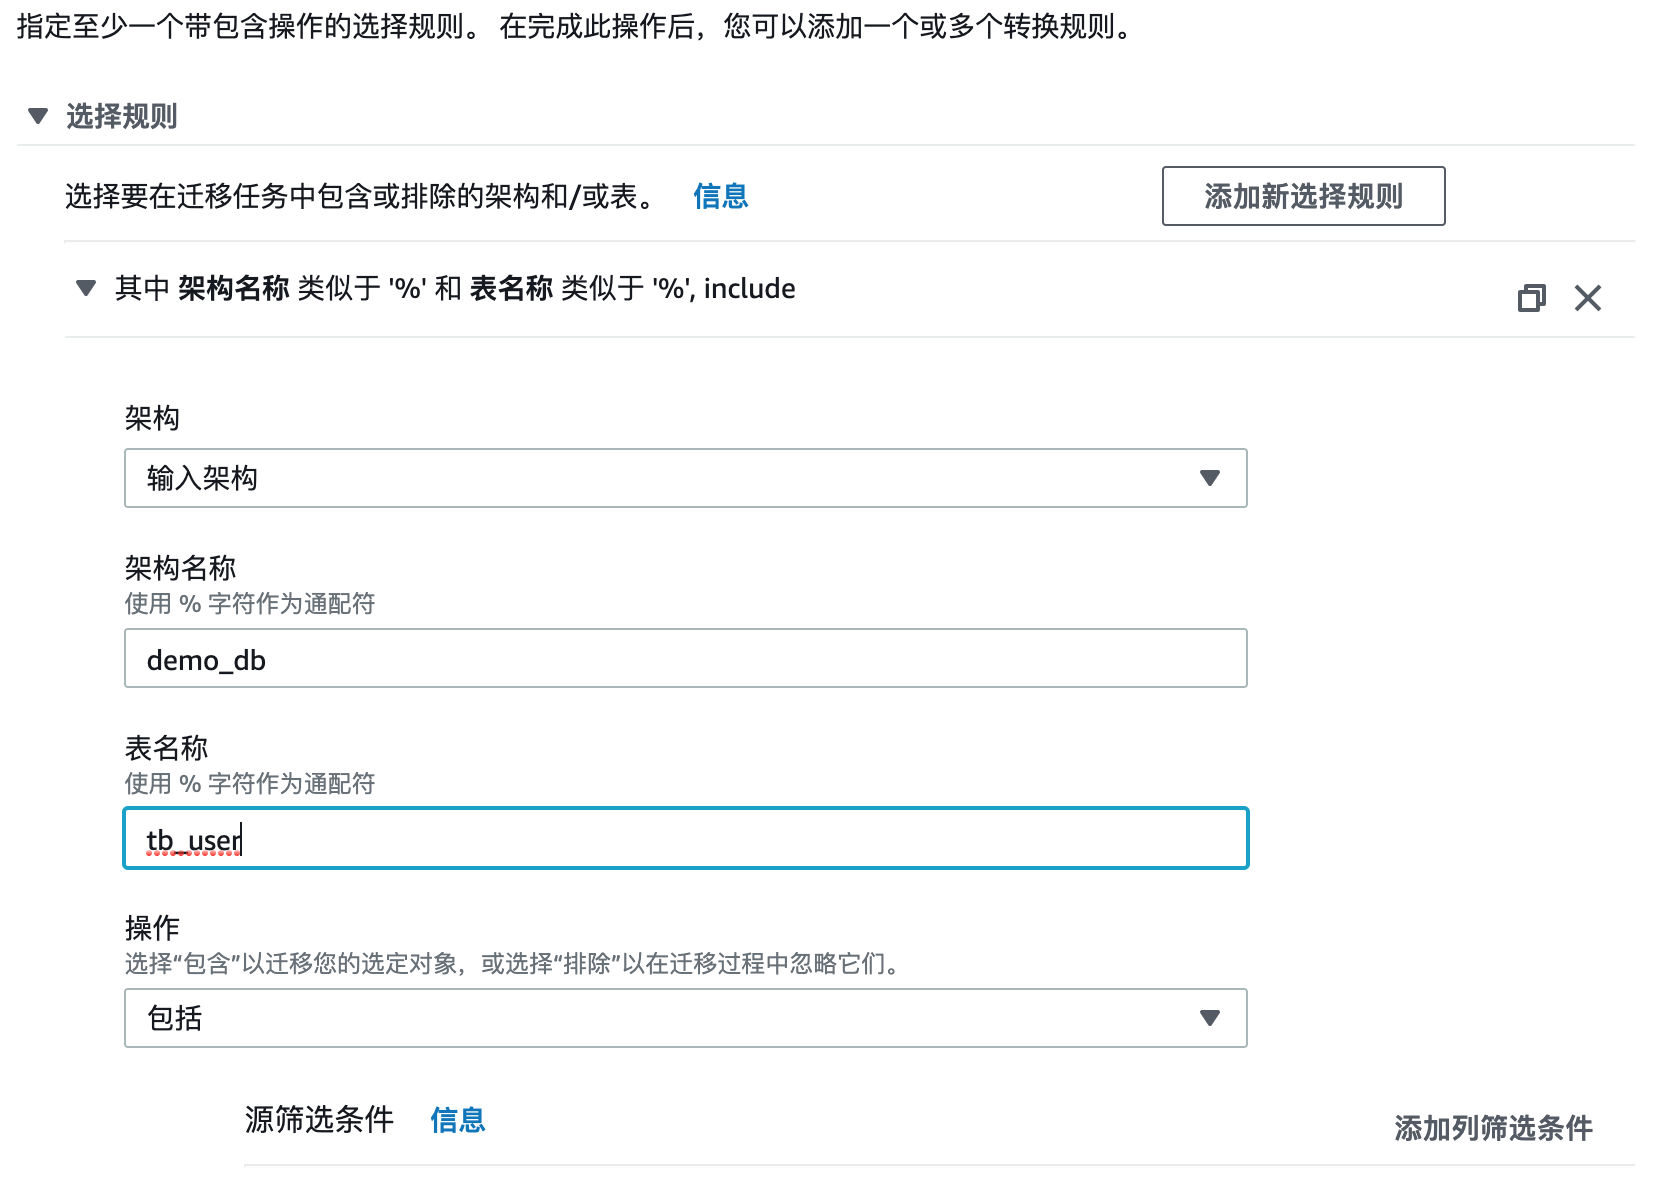 指定至少一个带包含操作的选择规则。 在完成此操作后，您可以添加一个或多个转换规则。
选择规则
选择要在迁移任务中包含或排除的架构和/或表。 信息 添加新选择规则
其中 架构名称 类似于 '%' 和 表名称 类似于 '%', include
架构
输入架构
架构名称
使用 % 字符作为通配符
demo_db
表名称
使用 % 字符作为通配符
tb_user
操作
选择“包含”以迁移您的选定对象，或选择“排除”以在迁移过程中忽略它们。
包括
源筛选条件 信息 添加列筛选条件